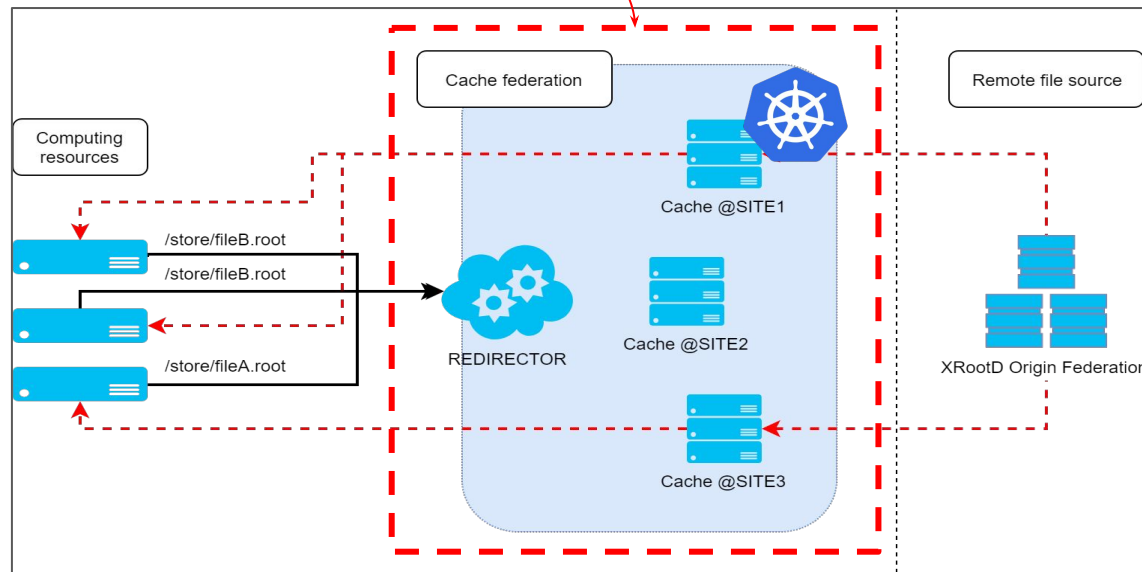 Cache federation
Remote file source
Computing
resources
Cache @SITE1
/store/fileB.root
/store/fileB.root
REDIRECTOR
Cache @SITE2
/store/fileA.root
XRootD Origin Federation
Cache @SITE3